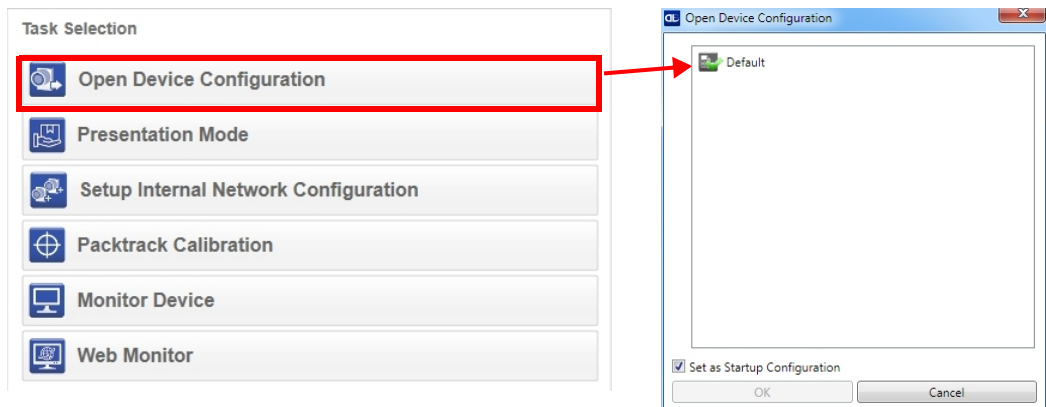 Task Selection
Open Device Configuration
Presentation Mode
Setup Internal Network Configuration
Packtrack Calibration
Monitor Device
Web Monitor
DL Open Device Configuration
Default
Set as Startup Configuration
OK
Cancel